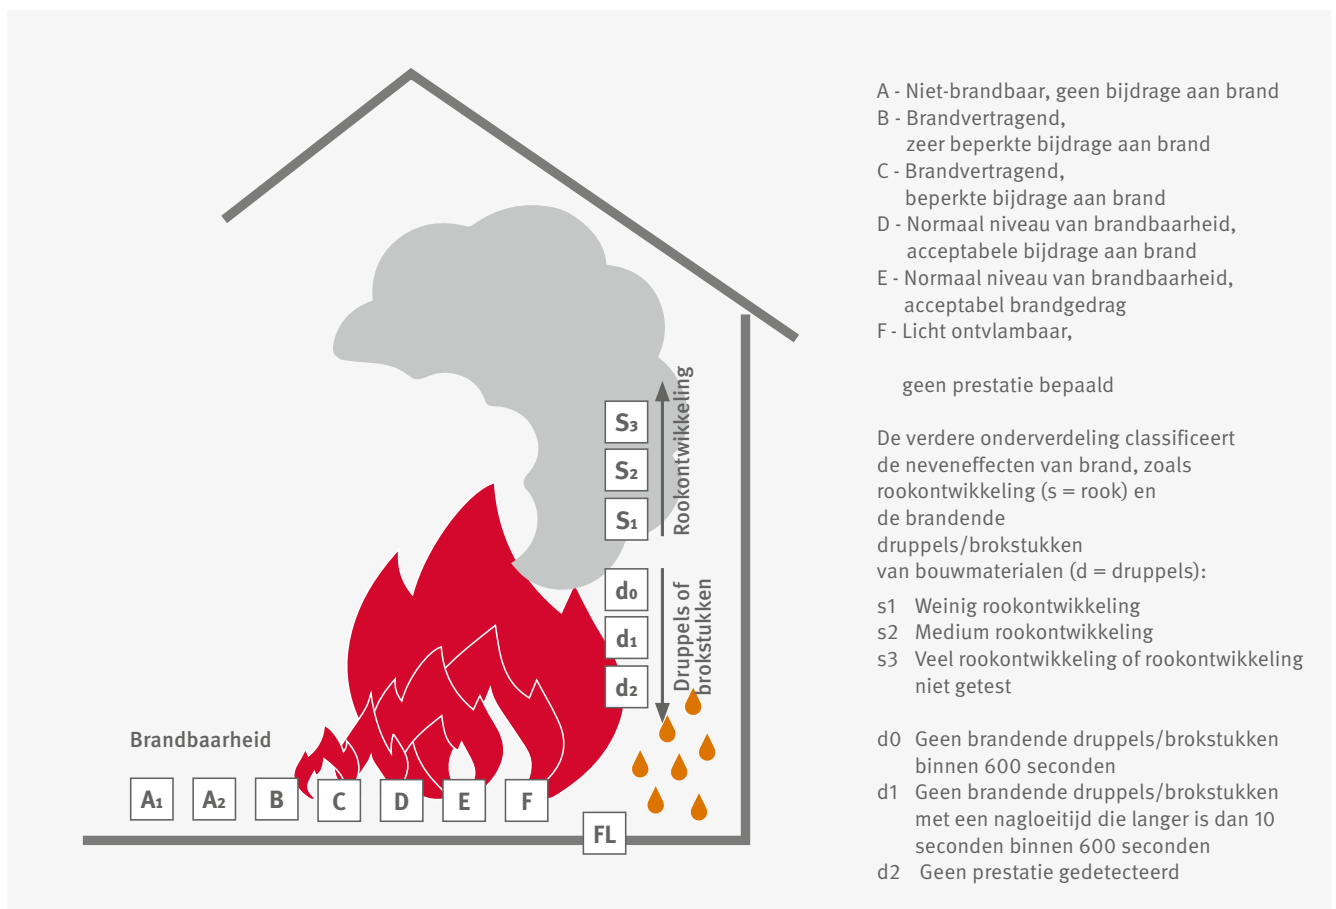 A - Niet-brandbaar, geen bijdrage aan brand
B - Brandvertragend,
zeer beperkte bijdrage aan brand
C - Brandvertragend,
beperkte bijdrage aan brand
D - Normaal niveau van brandbaarheid,
acceptabele bijdrage aan brand
E - Normaal niveau van brandbaarheid,
acceptabel brandgedrag
F - Licht ontvlambaar,
geen prestatie bepaald
De verdere onderverdeling classificeert
de neveneffecten van brand, zoals
rookontwikkeling (s = rook) en
de brandende
druppels/brokstukken
van bouwmaterialen (d = druppels):
s1 Weinig rookontwikkeling
s2 Medium rookontwikkeling
s3 Veel rookontwikkeling of rookontwikkeling
niet getest
d0 Geen brandende druppels/brokstukken
binnen 600 seconden
d1 Geen brandende druppels/brokstukken
met een nagloeitijd die langer is dan 10
seconden binnen 600 seconden
d2 Geen prestatie gedetecteerd
S3
S2
S1
Rookontwikkeling
d0
d1
d2
Druppels of
brokstukken
Brandbaarheid
A1 A2 B C D E F
FL